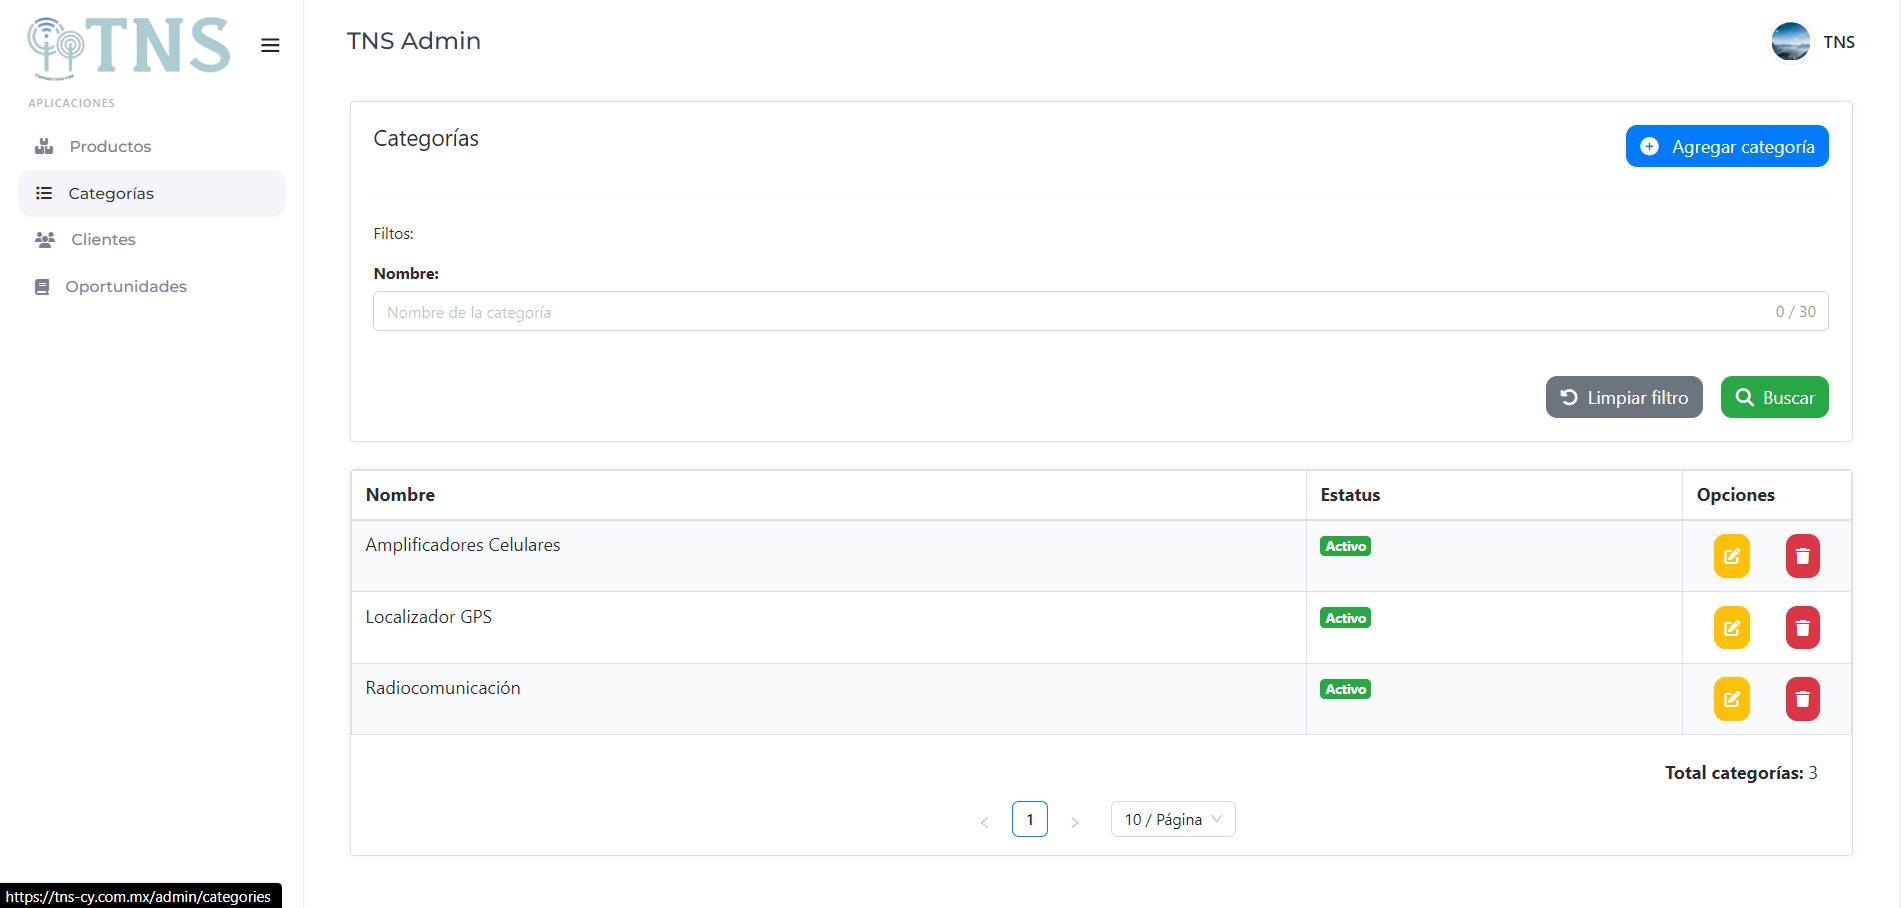 TNS
TNS Admin
TNS
APLICACIONES
Productos
Categorías
Clientes
Oportunidades
Categorías
Agregar categoría
Filtos:
Nombre:
Nombre de la categoría
0 / 30
Limpiar filtro
Buscar
Nombre Estatus Opciones
Amplificadores Celulares Activo
Localizador GPS Activo
Radiocomunicación Activo
Total categorías: 3
< 1 > 10 / Página
https://tns-cy.com.mx/admin/categories